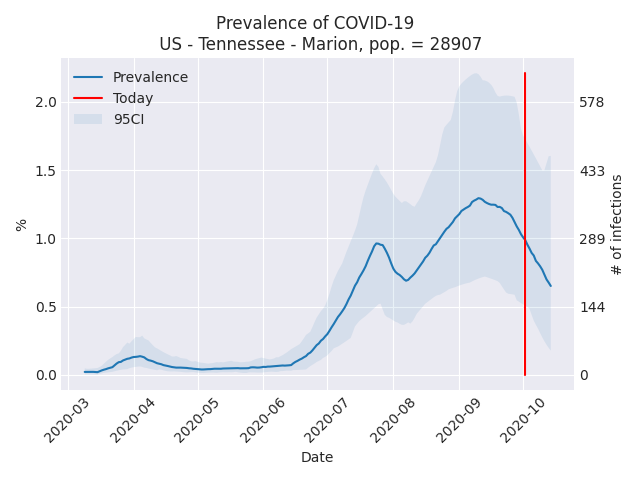 Prevalence of COVID-19
US - Tennessee - Marion, pop. = 28907
Prevalence
Today
95CI
2.0
1.5
1.0
0.5
0.0
%
578
433
289
144
0
# of infections
2020-03
2020-04
2020-05
2020-06
2020-07
2020-08
2020-09
2020-10
Date